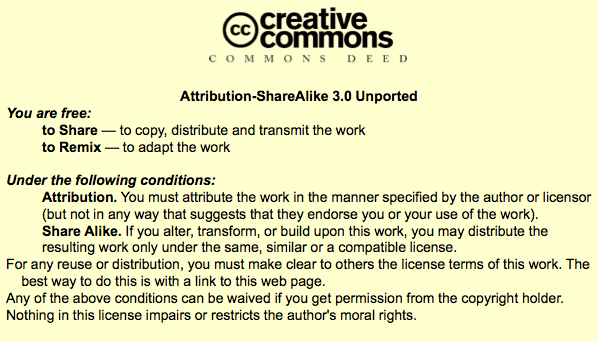 cc creative
commons
COMMONS DEED
Attribution-ShareAlike 3.0 Unported
You are free:
to Share — to copy, distribute and transmit the work
to Remix — to adapt the work
Under the following conditions:
Attribution. You must attribute the work in the manner specified by the author or licensor
(but not in any way that suggests that they endorse you or your use of the work).
Share Alike. If you alter, transform, or build upon this work, you may distribute the
resulting work only under the same, similar or a compatible license.
For any reuse or distribution, you must make clear to others the license terms of this work. The
best way to do this is with a link to this web page.
Any of the above conditions can be waived if you get permission from the copyright holder.
Nothing in this license impairs or restricts the author's moral rights.